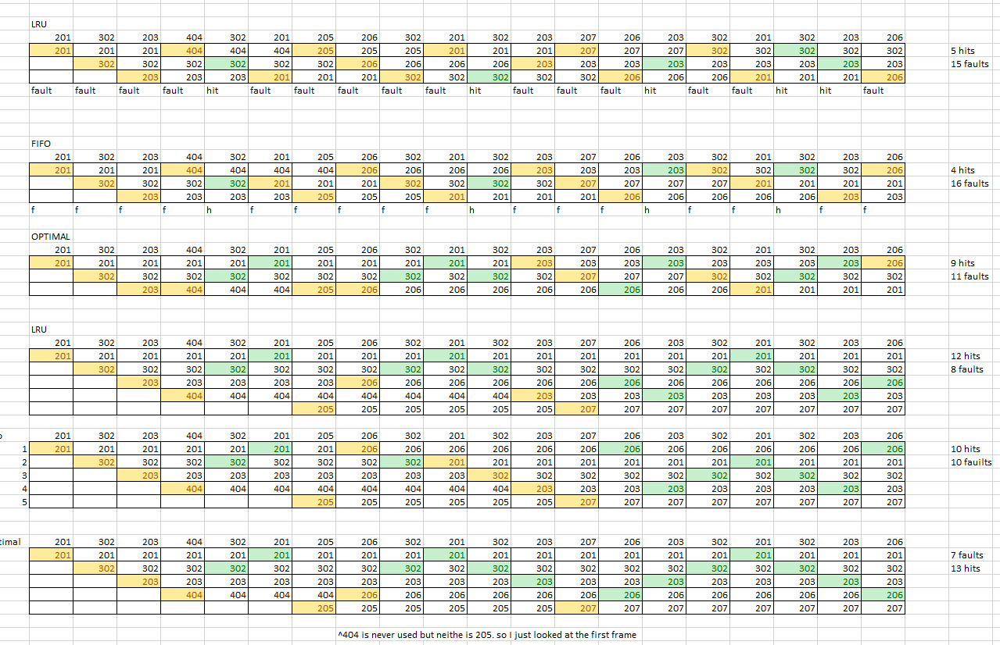 LRU
201 302 203 404 302 201 205 206 302 201 302 203 207 206 203 302 201 302 203 206
201 201 201 404 404 404 205 205 205 201 201 201 207 207 207 302 302 302 302 302 5 hits
302 302 302 302 302 302 206 206 206 206 203 203 203 203 203 203 203 203 203 15 faults
203 203 203 201 201 201 302 302 302 302 302 206 206 206 201 201 201 206
fault fault fault fault hit fault fault fault fault fault hit fault fault fault hit fault fault hit hit fault
FIFO
201 302 203 404 302 201 205 206 302 201 302 203 207 206 203 302 201 302 203 206
201 201 201 404 404 404 404 206 206 206 206 203 203 203 203 302 302 302 302 206 4 hits
302 302 302 302 201 201 201 302 302 302 302 207 207 207 207 201 201 201 201 16 faults
203 203 203 203 205 205 205 201 201 201 201 206 206 206 206 206 203 203
f f f f h f f f f f h f f f h f f h f f
OPTIMAL
201 302 203 404 302 201 205 206 302 201 302 203 207 206 203 302 201 302 203 206
201 201 201 201 201 201 201 201 201 201 201 203 203 203 203 203 203 203 203 206 9 hits
302 302 302 302 302 302 302 302 302 302 302 207 207 207 302 302 302 302 302 11 faults
203 404 404 404 205 206 206 206 206 206 206 206 206 206 201 201 201 201
LRU
201 302 203 404 302 201 205 206 302 201 302 203 207 206 203 302 201 302 203 206
201 201 201 201 201 201 201 201 201 201 201 201 201 201 201 201 201 201 201 201 12 hits
302 302 302 302 302 302 302 302 302 302 302 302 302 302 302 302 302 302 302 8 faults
203 203 203 203 203 206 206 206 206 206 206 206 206 206 206 206 206 206
404 404 404 404 404 404 404 404 203 203 203 203 203 203 203 203 203
205 205 205 205 205 205 207 207 207 207 207 207 207 207
o 201 302 203 404 302 201 205 206 302 201 302 203 207 206 203 302 201 302 203 206
1 201 201 201 201 201 201 201 206 206 206 206 206 206 206 206 206 206 206 206 206 10 hits
2 302 302 302 302 302 302 302 302 201 201 201 201 201 201 201 201 201 201 201 10 fauilts
3 203 203 203 203 203 203 203 203 302 302 302 302 302 302 302 302 302 302
4 404 404 404 404 404 404 404 404 203 203 203 203 203 203 203 203 203
5 205 205 205 205 205 205 207 207 207 207 207 207 207 207
timal 201 302 203 404 302 201 205 206 302 201 302 203 207 206 203 302 201 302 203 206
201 201 201 201 201 201 201 201 201 201 201 201 201 201 201 201 201 201 201 201 7 faults
302 302 302 302 302 302 302 302 302 302 302 302 302 302 302 302 302 302 302 13 hits
203 203 203 203 203 203 203 203 203 203 203 203 203 203 203 203 203 203
404 404 404 404 206 206 206 206 206 206 206 206 206 206 206 206 206
205 205 205 205 205 205 207 207 207 207 207 207 207 207
^404 is never used but neithe is 205. so I just looked at the first frame